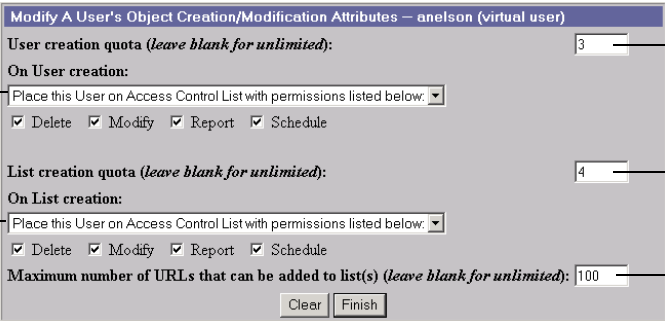 Modify A User's Object Creation/Modification Attributes — anelson (virtual user)
User creation quota (leave blank for unlimited): 3
On User creation:
Place this User on Access Control List with permissions listed below:
Delete Modify Report Schedule
List creation quota (leave blank for unlimited): 4
On List creation:
Place this User on Access Control List with permissions listed below:
Delete Modify Report Schedule
Maximum number of URLs that can be added to list(s) (leave blank for unlimited): 100
Clear Finish